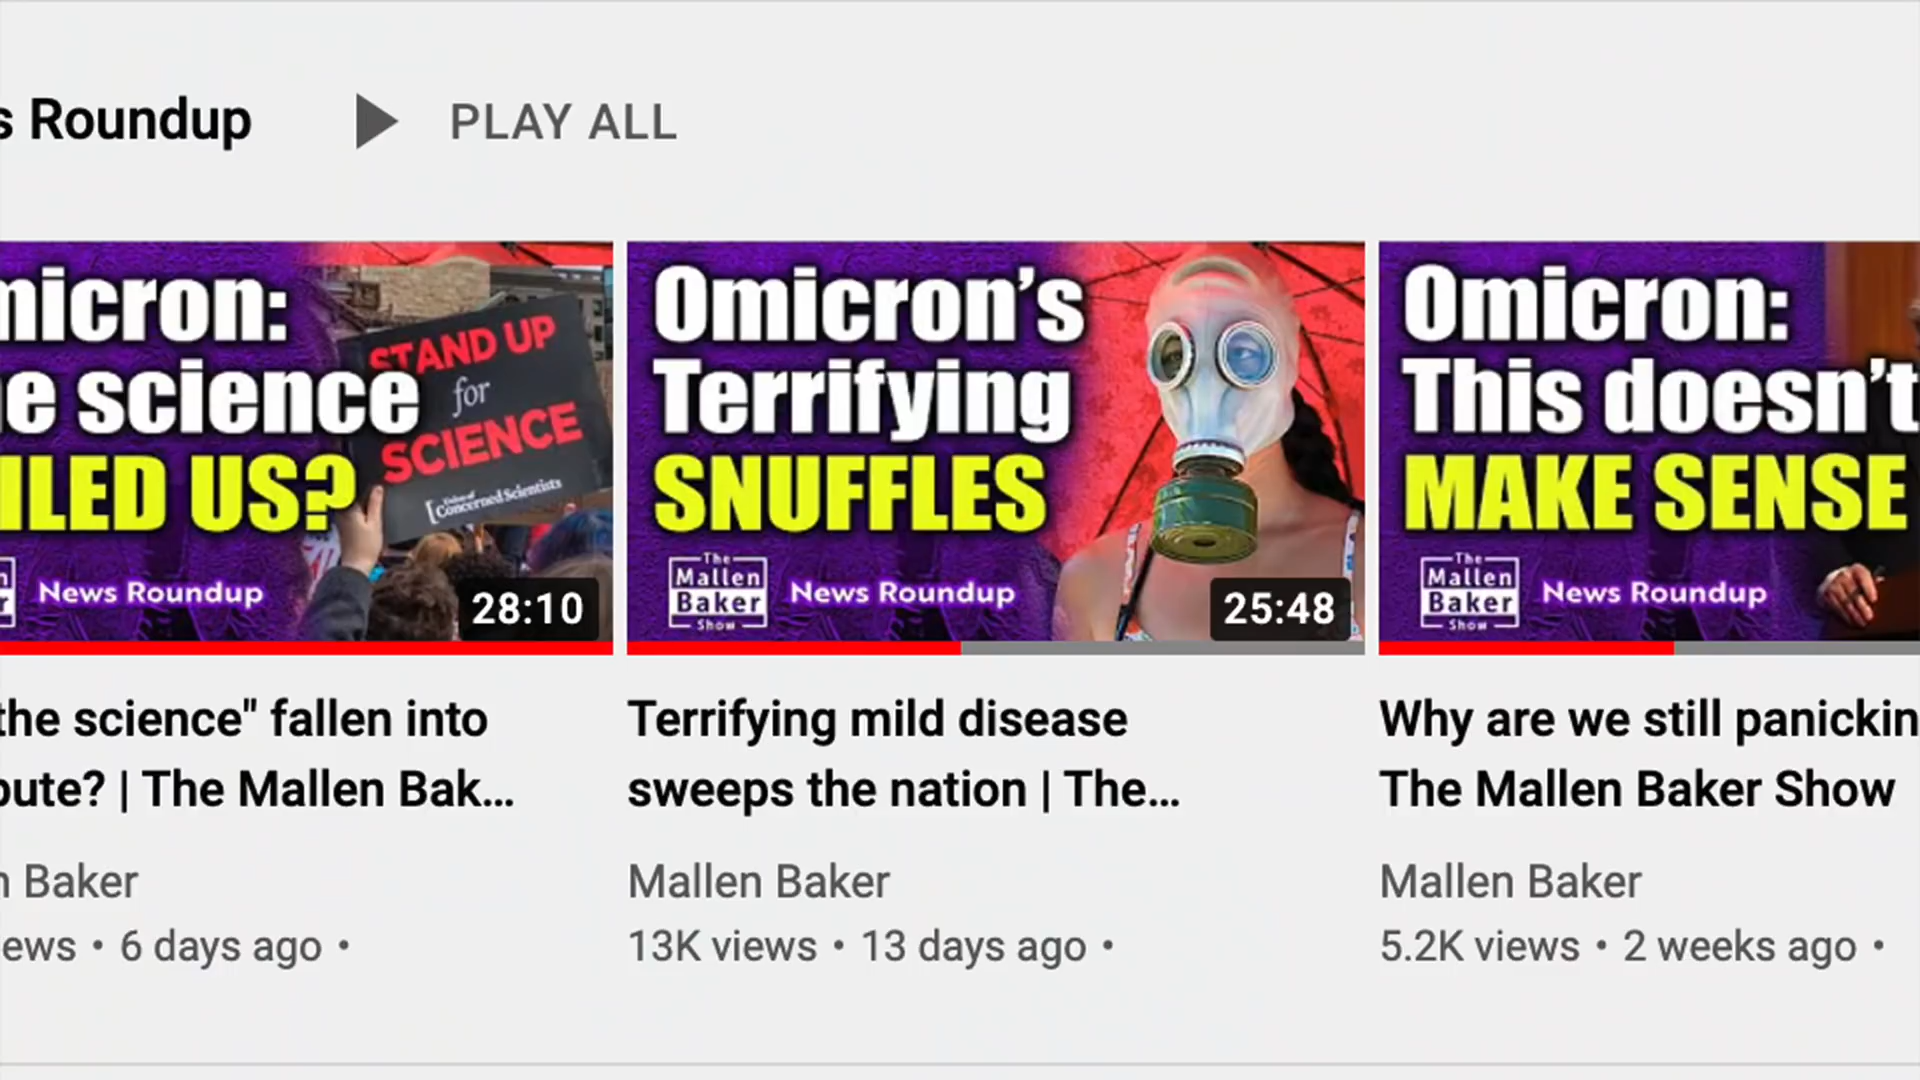 s Roundup
PLAY ALL
micron:
e science
ILED US?
STAND UP
for
SCIENCE
Union of
Concerned Scientists
News Roundup
28:10
Omicron's
Terrifying
SNUFFLES
The
Mallen
Baker
Show
News Roundup
25:48
Omicron:
This doesn't
MAKE SENSE
The
Mallen
Baker
Show
News Roundup
the science" fallen into
pute? | The Mallen Bak...
n Baker
ews • 6 days ago •
Terrifying mild disease
sweeps the nation | The...
Mallen Baker
13K views • 13 days ago •
Why are we still panickin
The Mallen Baker Show
Mallen Baker
5.2K views • 2 weeks ago •